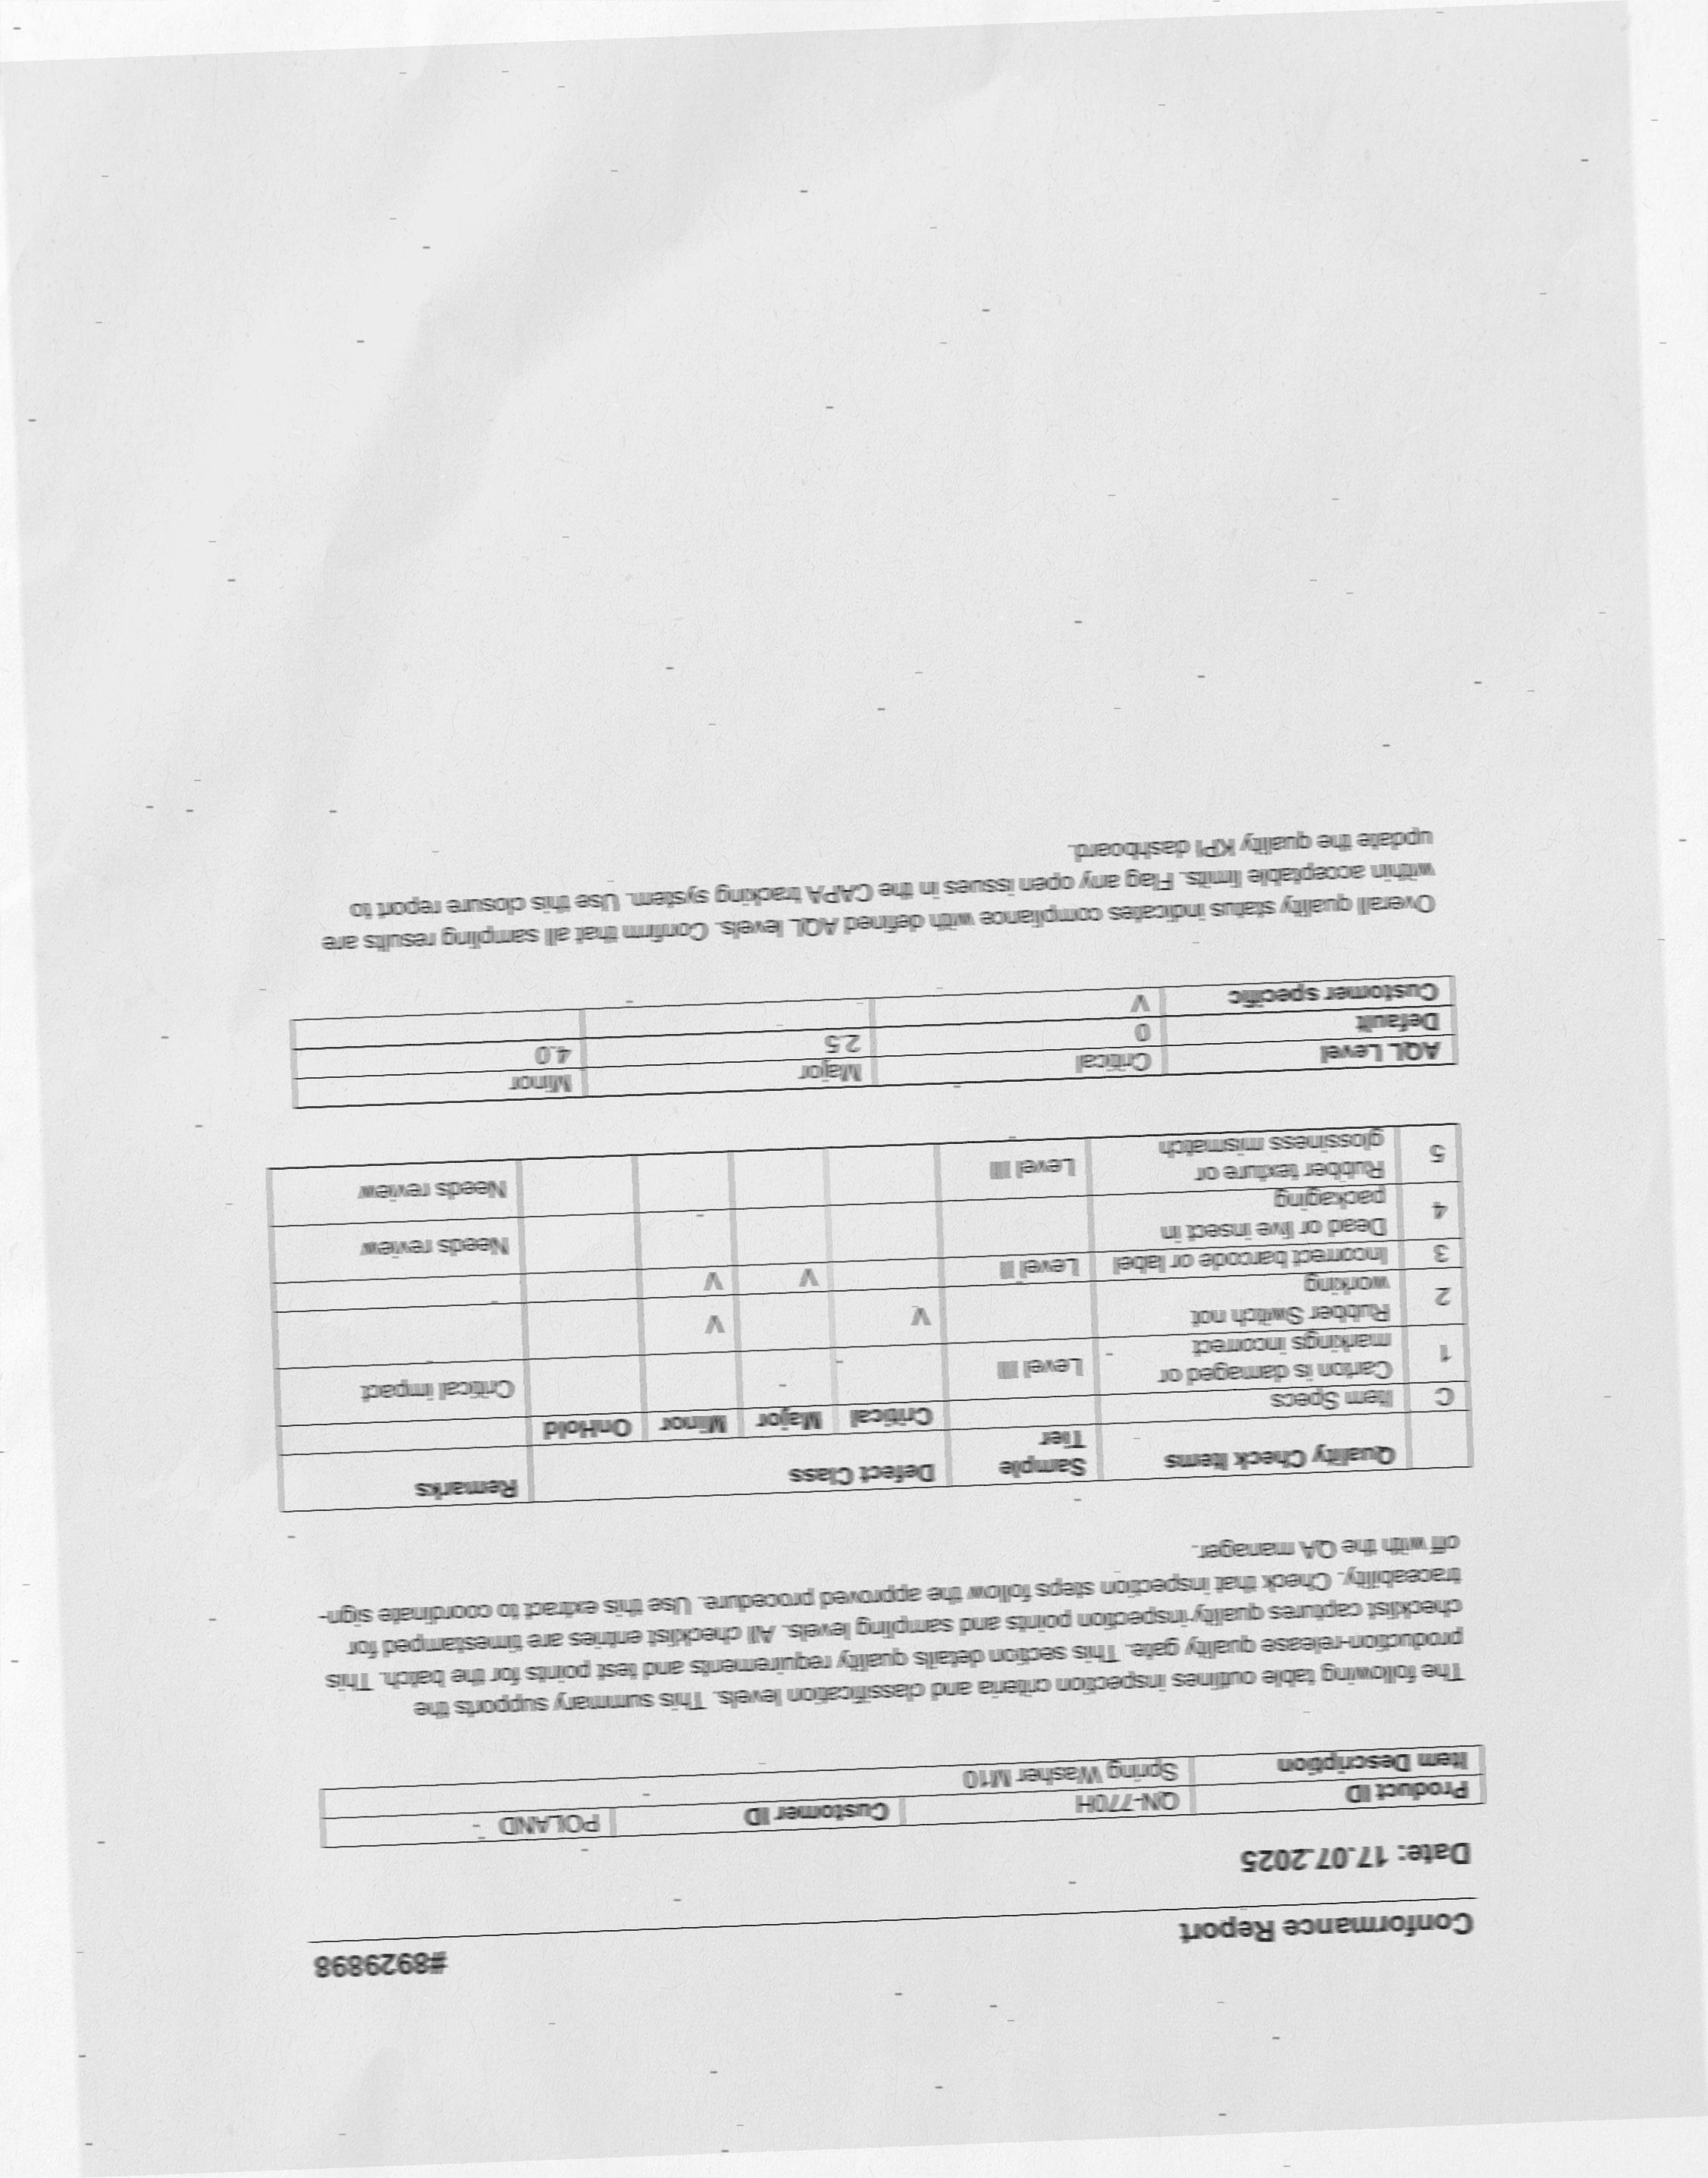 Conformance Report #8929898
Date: 17.07.2025
Product ID QN-770H Customer ID POLAND
Item Description Spring Washer M10
The following table outlines inspection criteria and classification levels. This summary supports the
production-release quality gate. This section details quality requirements and test points for the batch. This
checklist captures quality inspection points and sampling levels. All checklist entries are timestamped for
traceability. Check that inspection steps follow the approved procedure. Use this extract to coordinate sign-
off with the QA manager.
Quality Check Items Sample Tier Defect Class Remarks
C Item Specs Critical Major Minor OnHold
1 Carton is damaged or Level III Critical impact
markings incorrect
2 Rubber Switch not V V
working
3 Incorrect barcode or label Level II V V
4 Dead or live insect in Needs review
packaging
5 Rubber texture or Level III Needs review
glossiness mismatch
AQL Level Critical Major Minor
Default 0 2.5 4.0
Customer specific V
Overall quality status indicates compliance with defined AQL levels. Confirm that all sampling results are
within acceptable limits. Flag any open issues in the CAPA tracking system. Use this closure report to
update the quality KPI dashboard.